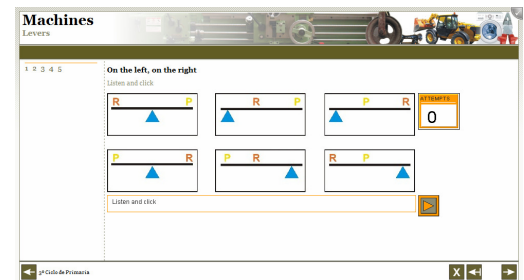 Machines
Levers
1 2 3 4 5
On the left, on the right
Listen and click
R P
R P
P R
ATTEMPTS
0
P R
P R
R P
Listen and click
3º Ciclo de Primaria
X